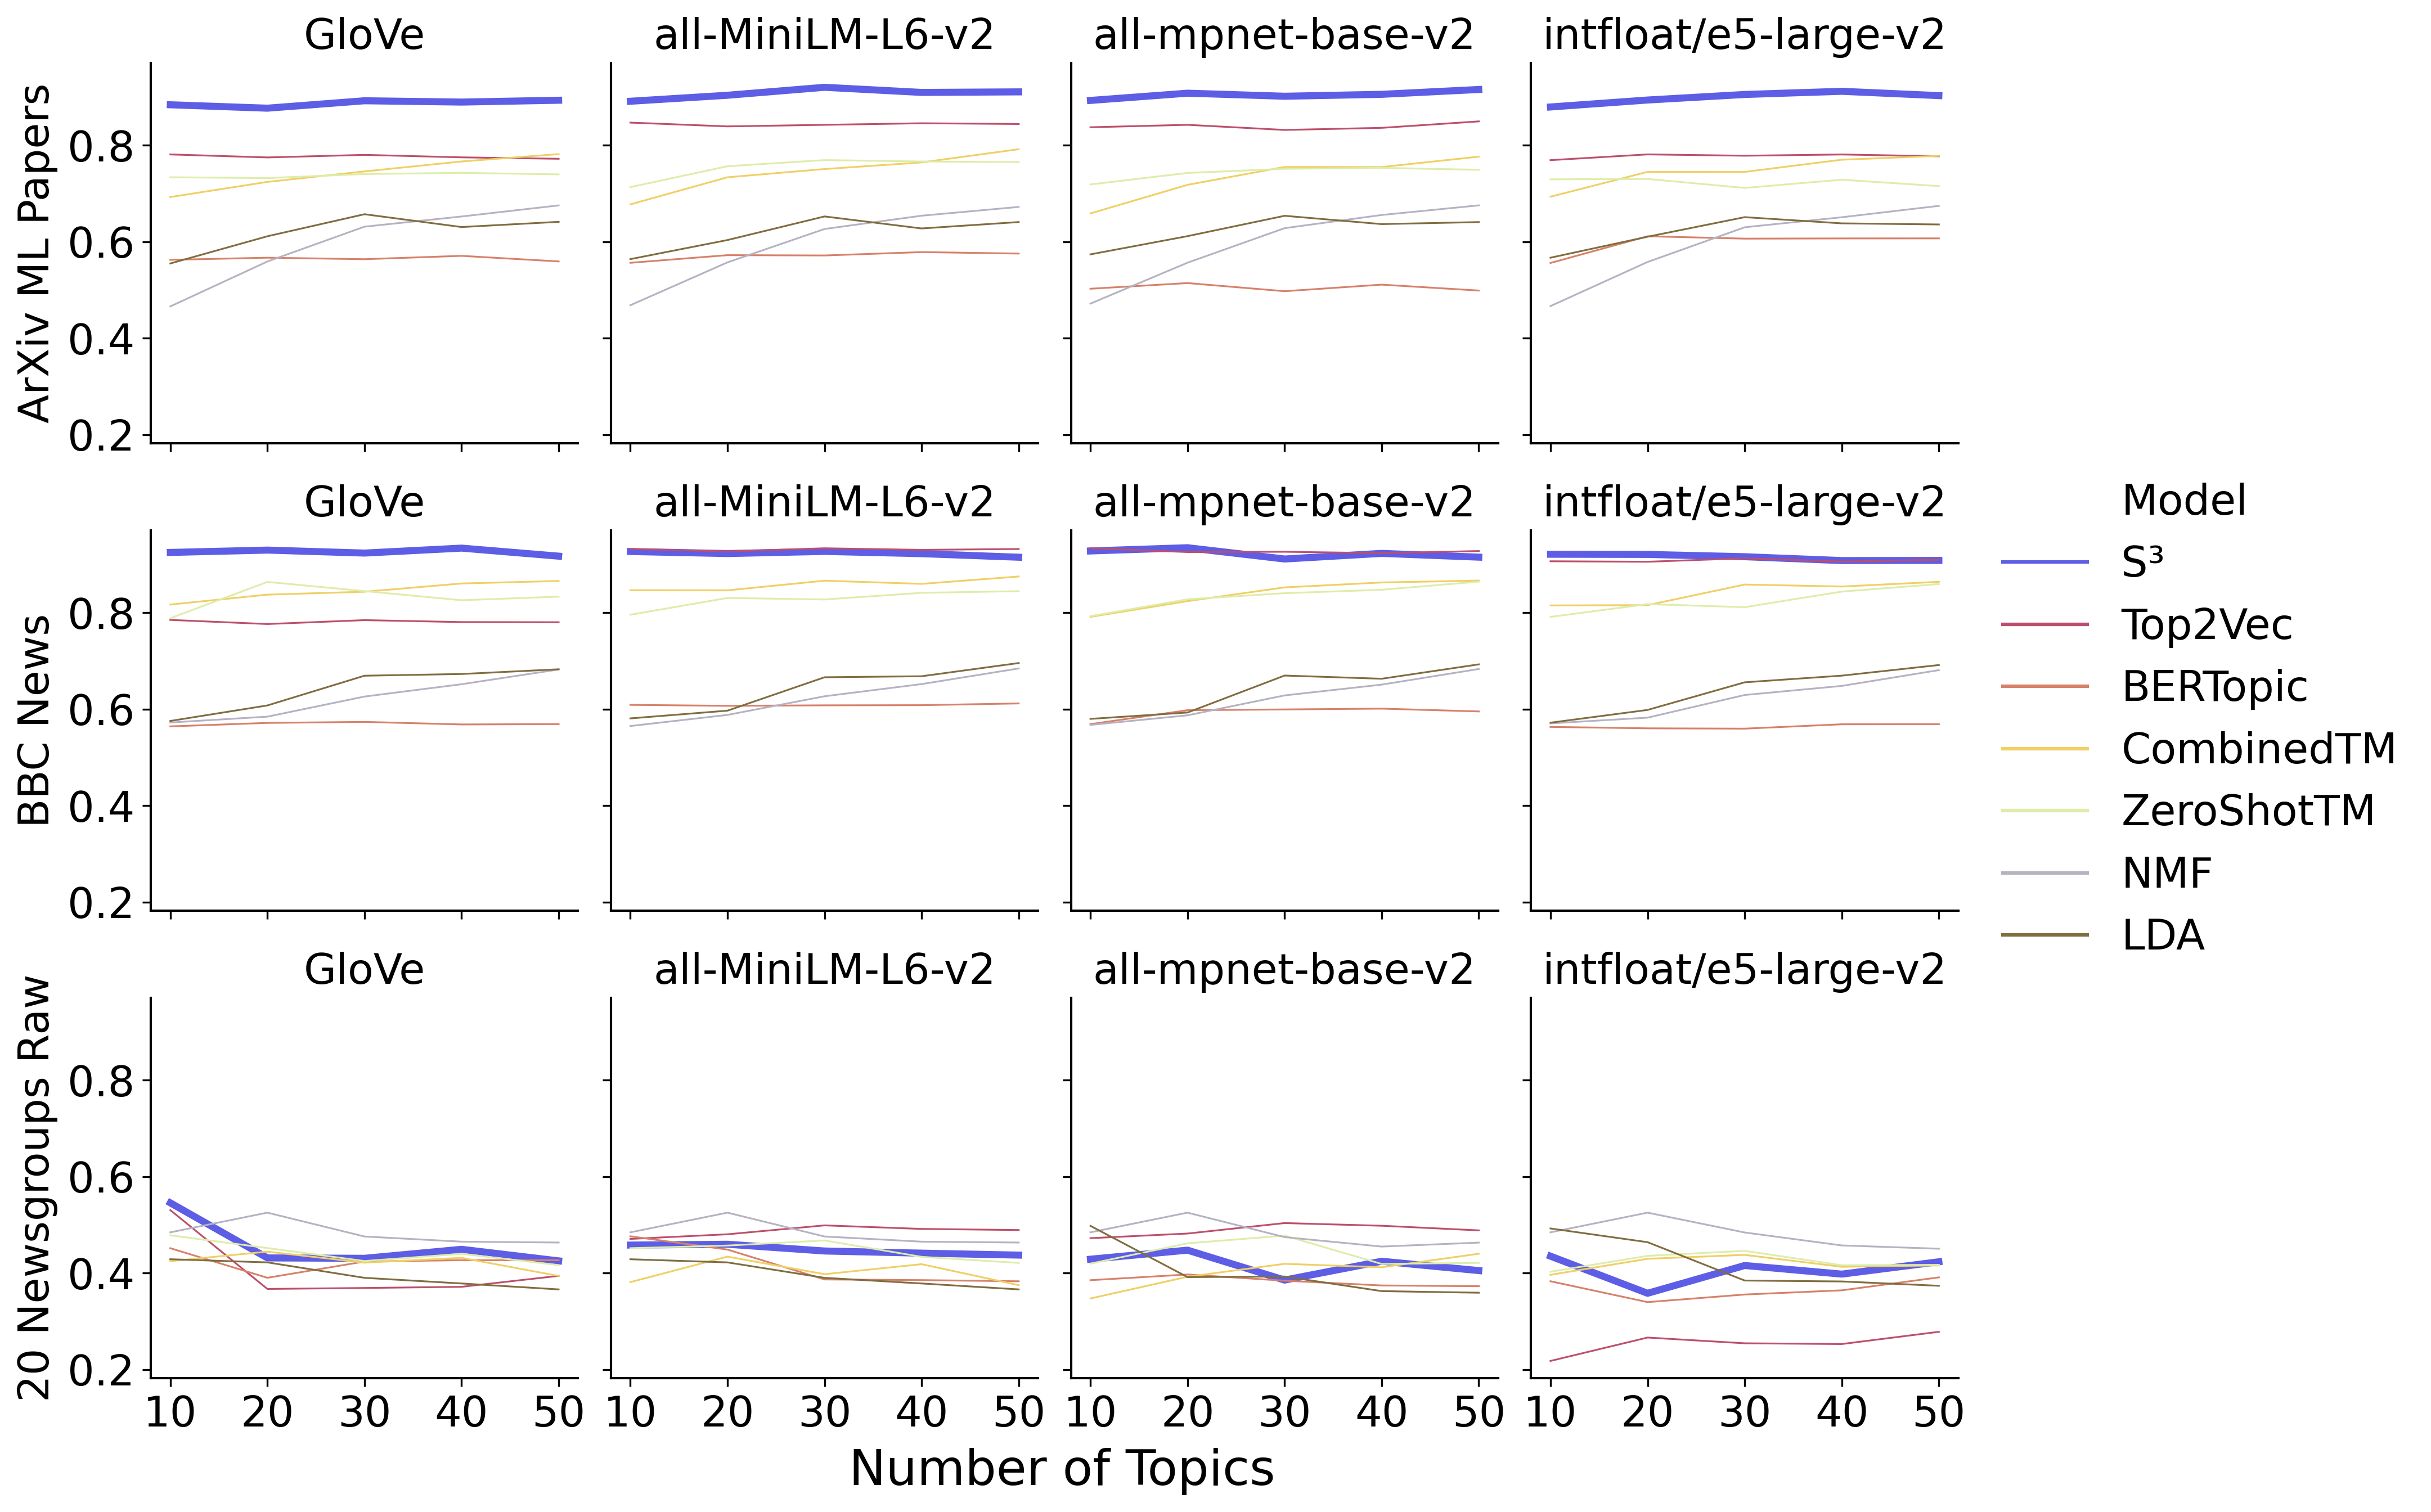 GloVe all-MiniLM-L6-v2 all-mpnet-base-v2 intfloat/e5-large-v2
ArXiv ML Papers
0.8
0.6
0.4
0.2
GloVe all-MiniLM-L6-v2 all-mpnet-base-v2 intfloat/e5-large-v2
BBC News
0.8
0.6
0.4
0.2
Model
S³
Top2Vec
BERTopic
CombinedTM
ZeroShotTM
NMF
LDA
GloVe all-MiniLM-L6-v2 all-mpnet-base-v2 intfloat/e5-large-v2
20 Newsgroups Raw
0.8
0.6
0.4
0.2
10 20 30 40 50 10 20 30 40 50 10 20 30 40 50 10 20 30 40 50
Number of Topics